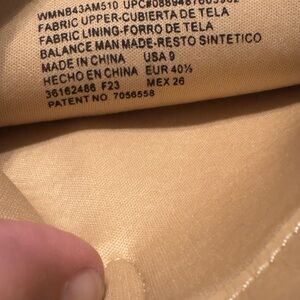 WMNB43AM510
FABRIC UPPER-CUBIERTA DE TELA
FABRIC LINING-FORRO DE TELA
BALANCE MAN MADE-RESTO SINTETICO
MADE IN CHINA USA 9
HECHO EN CHINA EUR 40½
36162486 F23 MEX 26
PATENT NO. 7056558